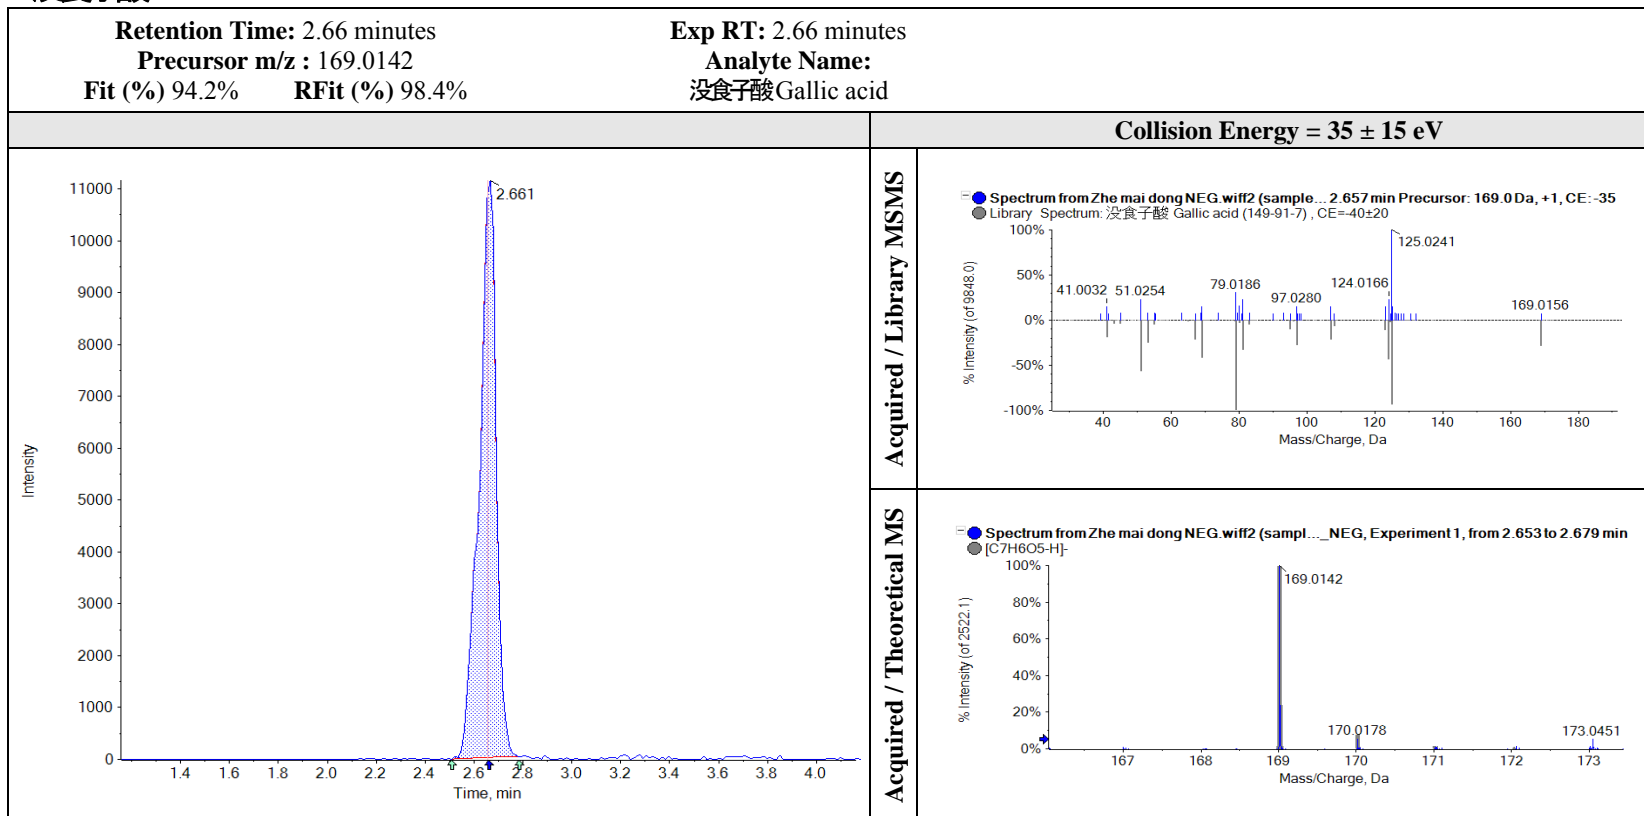 Retention Time: 2.66 minutes
Precursor m/z : 169.0142
Fit (%) 94.2% RFit (%) 98.4%
Exp RT: 2.66 minutes
Analyte Name:
没食子酸Gallic acid
Collision Energy = 35 ± 15 eV
Intensity
11000
10000
9000
8000
7000
6000
5000
4000
3000
2000
1000
0
2.661
1.4 1.6 1.8 2.0 2.2 2.4 2.6 2.8 3.0 3.2 3.4 3.6 3.8 4.0
Time, min
Acquired / Library MSMS
Spectrum from Zhe mai dong NEG.wiff2 (sample... 2.657 min Precursor: 169.0 Da, +1, CE: -35
Library Spectrum: 没食子酸 Gallic acid (149-91-7) , CE=-40±20
% Intensity (of 9848.0)
100%
50%
0%
-50%
-100%
41.0032 51.0254 79.0186 97.0280 124.0166 125.0241 169.0156
40 60 80 100 120 140 160 180
Mass/Charge, Da
Acquired / Theoretical MS
Spectrum from Zhe mai dong NEG.wiff2 (sampl..._NEG, Experiment 1, from 2.653 to 2.679 min
[C7H6O5-H]-
% Intensity (of 2522.1)
100%
80%
60%
40%
20%
0%
169.0142
170.0178
173.0451
167 168 169 170 171 172 173
Mass/Charge, Da